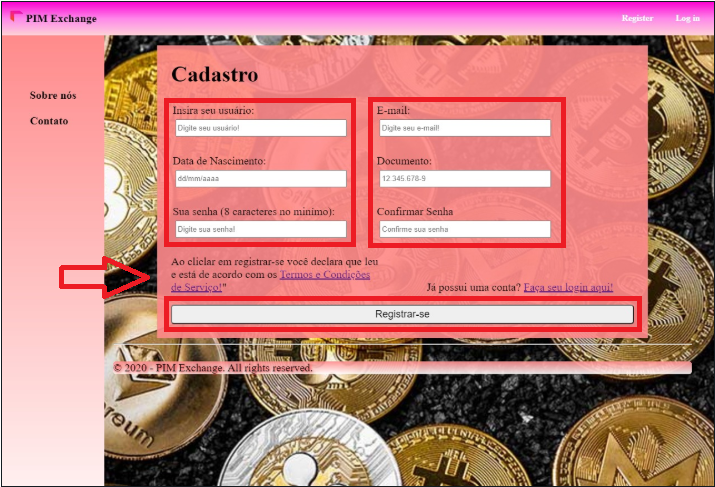 PIM Exchange
Register
Log in
Sobre nós
Contato
Cadastro
Insira seu usuário:
E-mail:
Digite seu usuário!
Digite seu e-mail!
Data de Nascimento:
Documento:
dd/mm/aaaa
12.345.678-9
Sua senha (8 caracteres no mínimo):
Confirmar Senha
Digite sua senha!
Confirme sua senha
Ao cliclar em registrar-se você declara que leu
e está de acordo com os Termos e Condições
de Serviço!"
Já possui uma conta? Faça seu login aqui!
Registrar-se
© 2020 - PIM Exchange. All rights reserved.